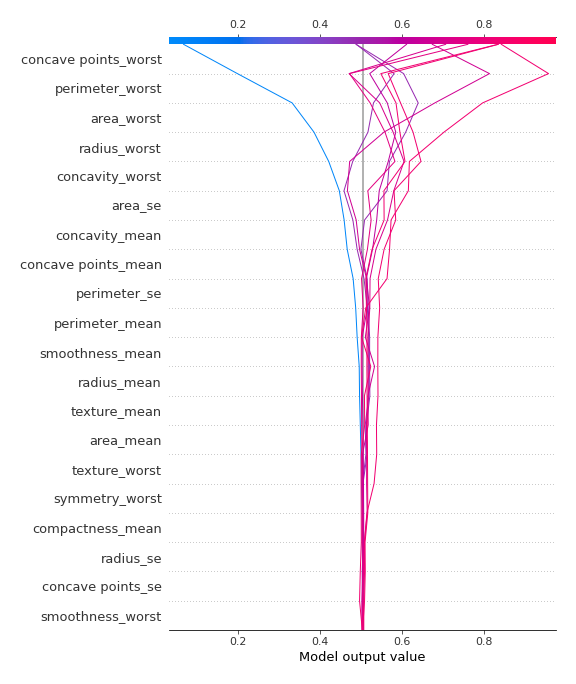 0.2 0.4 0.6 0.8
concave points_worst
perimeter_worst
area_worst
radius_worst
concavity_worst
area_se
concavity_mean
concave points_mean
perimeter_se
perimeter_mean
smoothness_mean
radius_mean
texture_mean
area_mean
texture_worst
symmetry_worst
compactness_mean
radius_se
concave points_se
smoothness_worst
0.2 0.4 0.6 0.8
Model output value